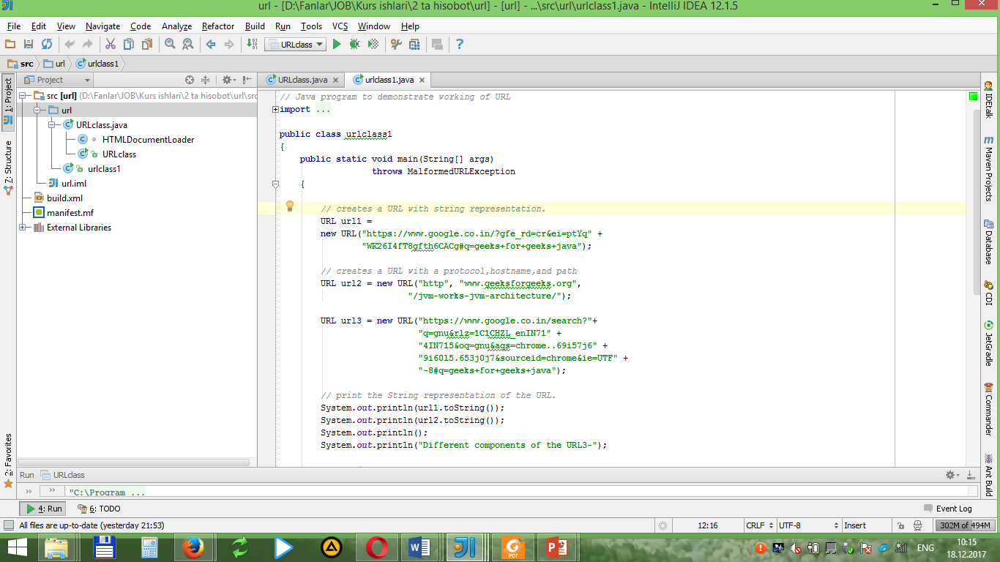 url - [D:\Fanlar\JOB\Kurs ishlari\2 ta hisobot\url] - [url] - ...\src\url\urlclass1.java - IntelliJ IDEA 12.1.5
File Edit View Navigate Code Analyze Refactor Build Run Tools VCS Window Help
URLclass
src url urlclass1
Project
URLclass.java urlclass1.java
1: Project
Z: Structure
2: Favorites
src [url] (D:\Fanlar\JOB\Kurs ishlari\2 ta hisobot\url\src
url
URLclass.java
HTMLDocumentLoader
URLclass
urlclass1
url.iml
build.xml
manifest.mf
External Libraries
// Java program to demonstrate working of URL
import ...
public class urlclass1
{
public static void main(String[] args)
throws MalformedURLException
{
// creates a URL with string representation.
URL url1 =
new URL("https://www.google.co.in/?gfe_rd=cr&ei=ptYq" +
"WK26I4fT8gfth6CACg#q=geeks+for+geeks+java");
// creates a URL with a protocol,hostname,and path
URL url2 = new URL("http", "www.geeksforgeeks.org",
"/jvm-works-jvm-architecture/");
URL url3 = new URL("https://www.google.co.in/search?"+
"q=gnu&rlz=1C1CHZL_enIN71" +
"4IN715&oq=gnu&aqs=chrome..69i57j6" +
"9i60l5.653j0j7&sourceid=chrome&ie=UTF" +
"-8#q=geeks+for+geeks+java");
// print the String representation of the URL.
System.out.println(url1.toString());
System.out.println(url2.toString());
System.out.println();
System.out.println("Different components of the URL3-");
IDEtalk
Maven Projects
Database
CDI
JetGradle
Commander
Ant Build
Run URLclass
"C:\Program ...
4: Run 6: TODO Event Log
All files are up-to-date (yesterday 21:53) 12:16 CRLF UTF-8 Insert 302M of 494M
ENG
10:15
18.12.2017